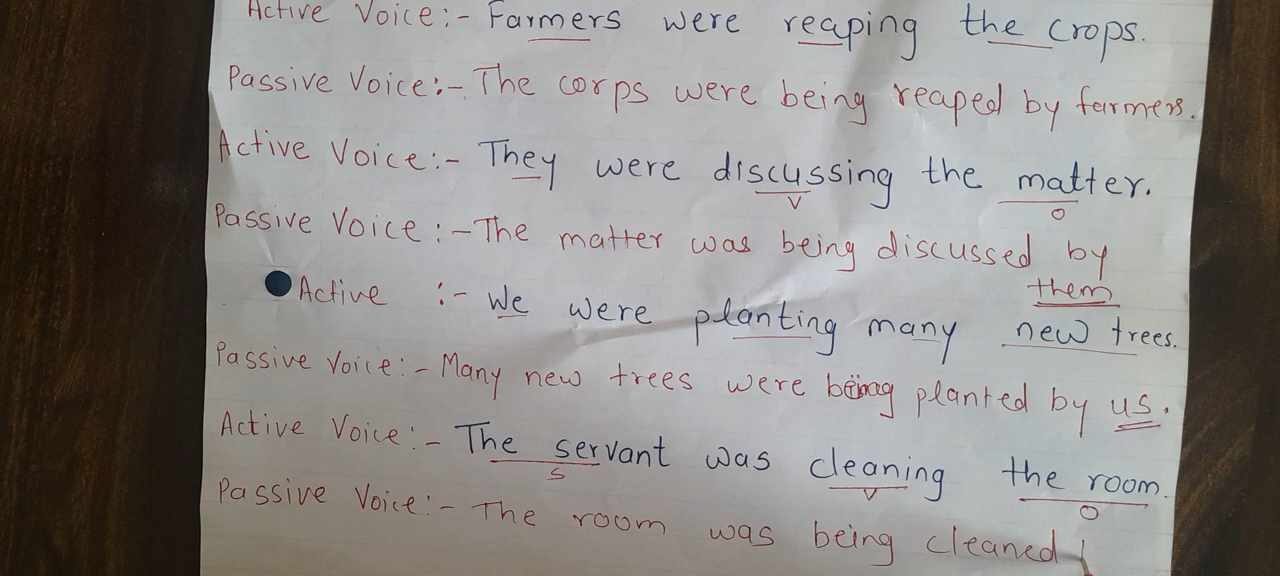 Active Voice:- Farmers were reaping the crops.
Passive Voice:- The corps were being reaped by farmers.
Active Voice:- They were discussing the matter.
V O
Passive Voice:- The matter was being discussed by
them
Active :- We were planting many new trees.
Passive Voice:- Many new trees were being planted by us.
Active Voice:- The servant was cleaning the room.
S V O
Passive Voice:- The room was being cleaned